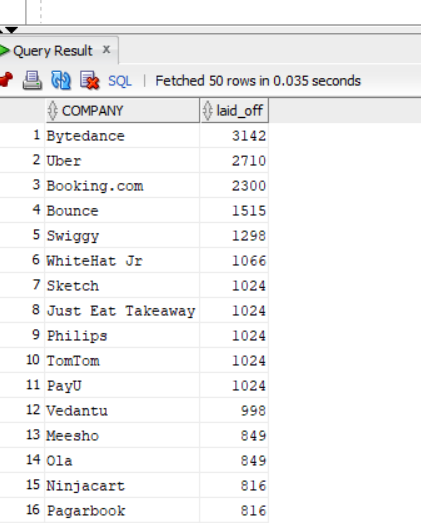 Query Result x
SQL | Fetched 50 rows in 0.035 seconds
COMPANY laid_off
1 Bytedance 3142
2 Uber 2710
3 Booking.com 2300
4 Bounce 1515
5 Swiggy 1298
6 WhiteHat Jr 1066
7 Sketch 1024
8 Just Eat Takeaway 1024
9 Philips 1024
10 TomTom 1024
11 PayU 1024
12 Vedantu 998
13 Meesho 849
14 Ola 849
15 Ninjacart 816
16 Pagarbook 816